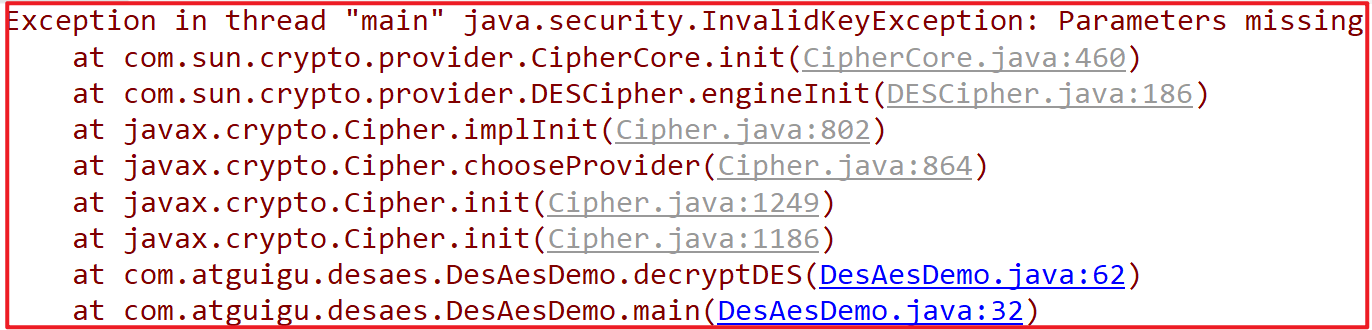 Exception in thread "main" java.security.InvalidKeyException: Parameters missing
at com.sun.crypto.provider.CipherCore.init(CipherCore.java:460)
at com.sun.crypto.provider.DESCipher.engineInit(DESCipher.java:186)
at javax.crypto.Cipher.implInit(Cipher.java:802)
at javax.crypto.Cipher.chooseProvider(Cipher.java:864)
at javax.crypto.Cipher.init(Cipher.java:1249)
at javax.crypto.Cipher.init(Cipher.java:1186)
at com.atguigu.desaes.DesAesDemo.decryptDES(DesAesDemo.java:62)
at com.atguigu.desaes.DesAesDemo.main(DesAesDemo.java:32)